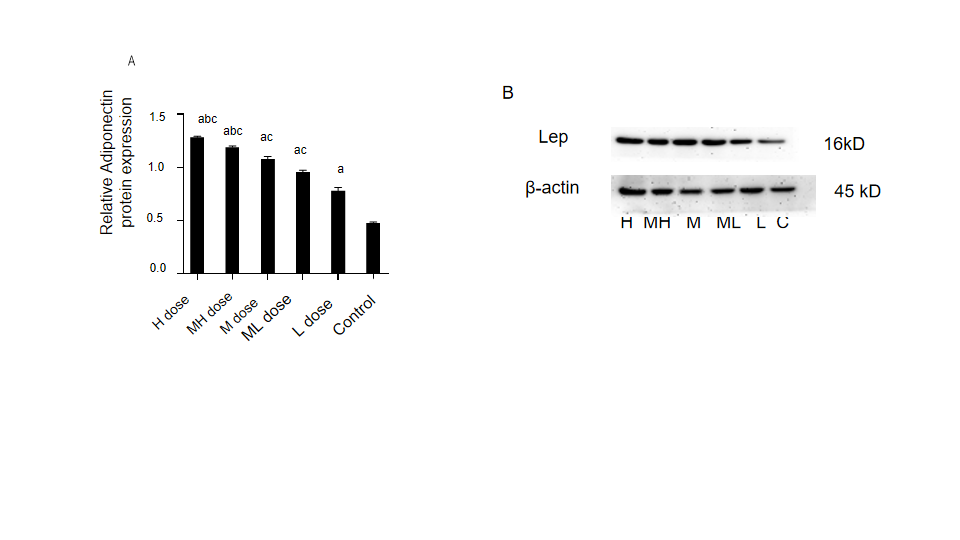 A
Relative Adiponectin
protein expression
1.5
1.0
0.5
0.0
abc
abc
ac
ac
a
H dose
MH dose
M dose
ML dose
L dose
Control
B
Lep
16kD
β-actin
45 kD
H MH M ML L C